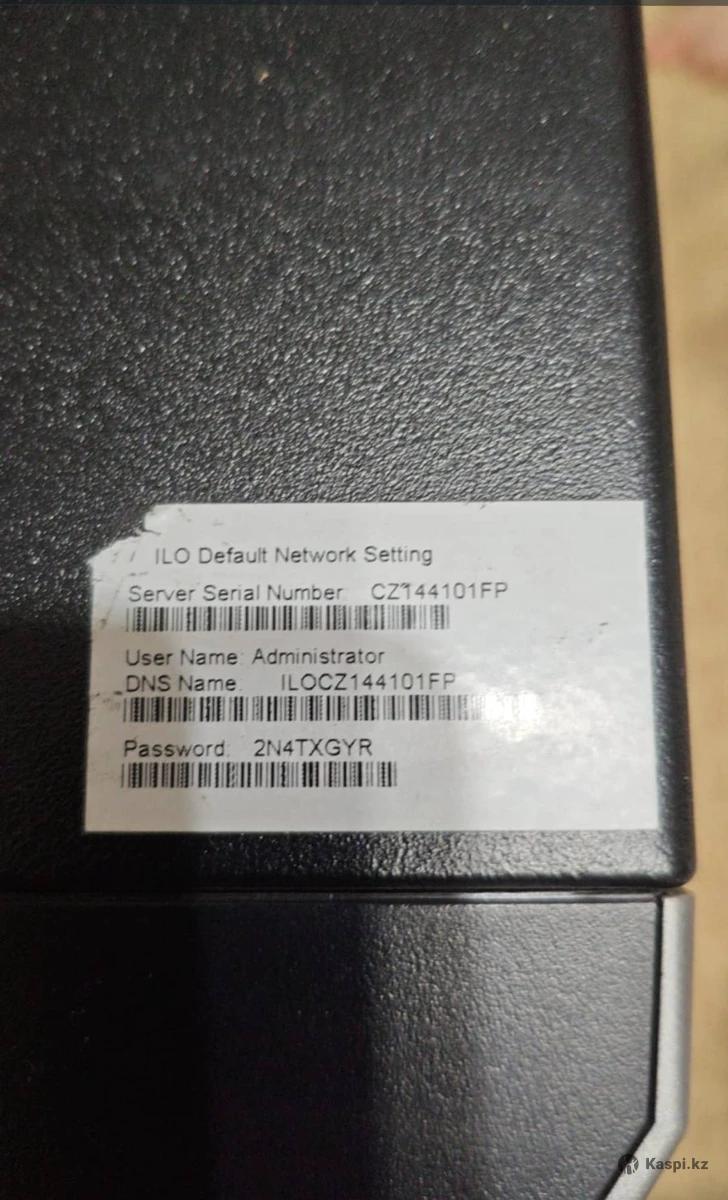 ILO Default Network Setting
Server Serial Number: CZ144101FP
User Name: Administrator
DNS Name: ILOCZ144101FP
Password: 2N4TXGYR
Kaspi.kz